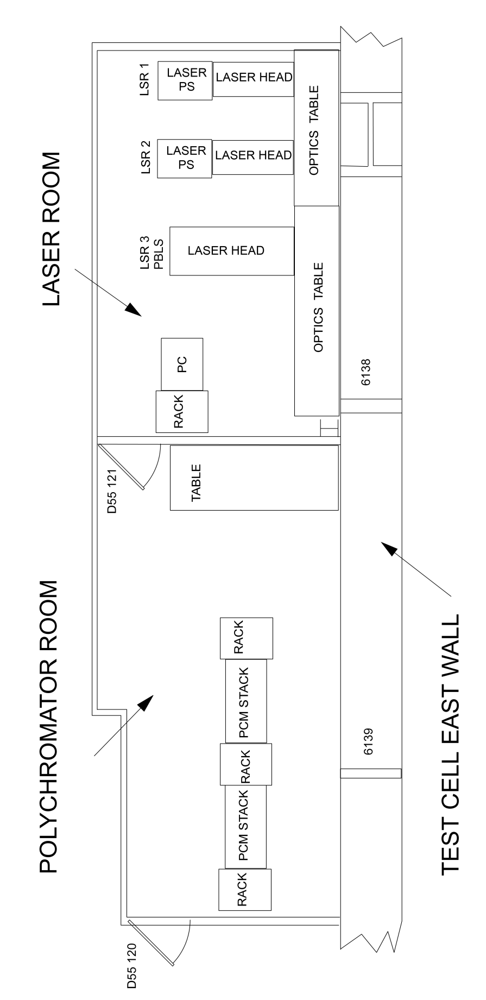 LSR 1
LASER
PS
LASER HEAD
OPTICS TABLE
LSR 2
LASER
PS
LASER HEAD
LASER ROOM
LSR 3
PBLS
LASER HEAD
OPTICS TABLE
PC
RACK
6138
D55 121
TABLE
POLYCHROMATOR ROOM
RACK
PCM STACK
RACK
PCM STACK
RACK
6139
TEST CELL EAST WALL
D55 120